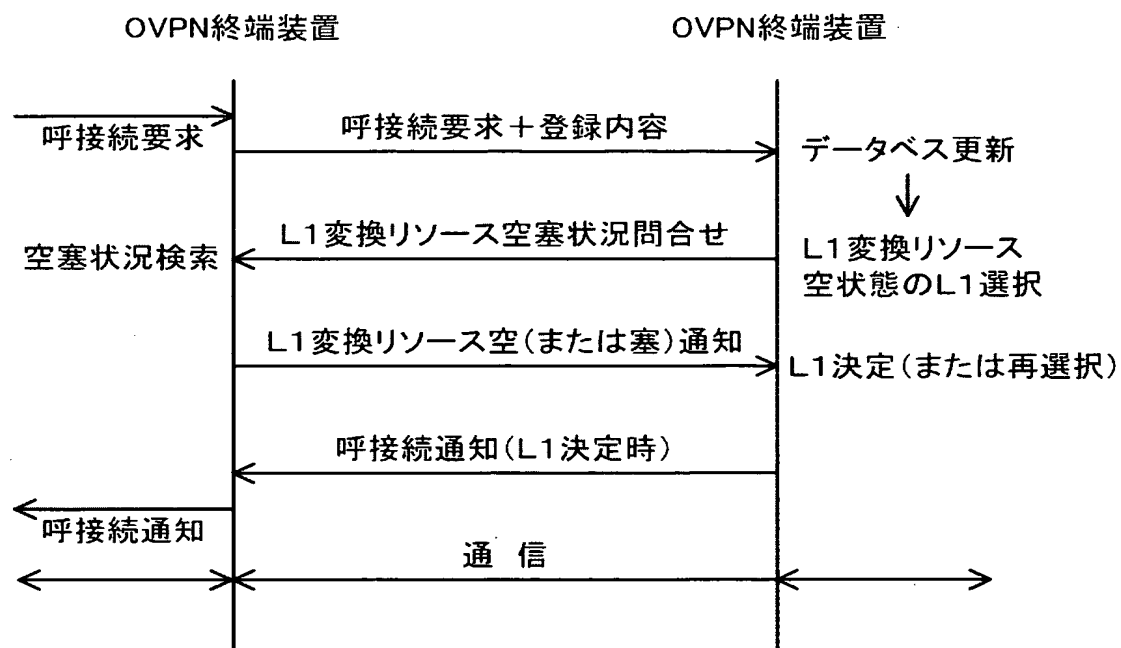 OVPN終端装置
OVPN終端装置
呼接続要求
呼接続要求＋登録内容
データベス更新
L1変換リソース空塞状況問合せ
空塞状況検索
L1変換リソース
空状態のL1選択
L1変換リソース空(または塞)通知
L1決定(または再選択)
呼接続通知(L1決定時)
呼接続通知
通 信